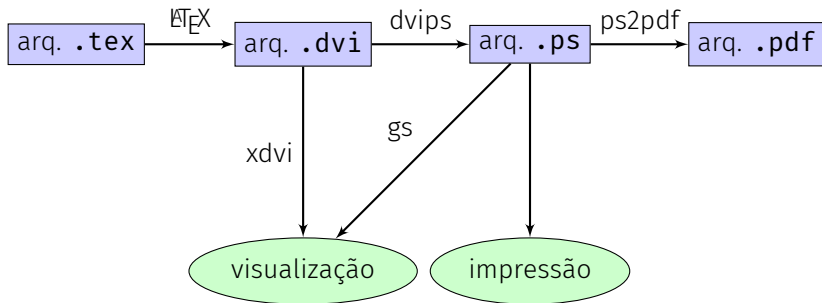 LATEX dvips ps2pdf
arq. .tex arq. .dvi arq. .ps arq. .pdf
gs
xdvi
visualização impressão